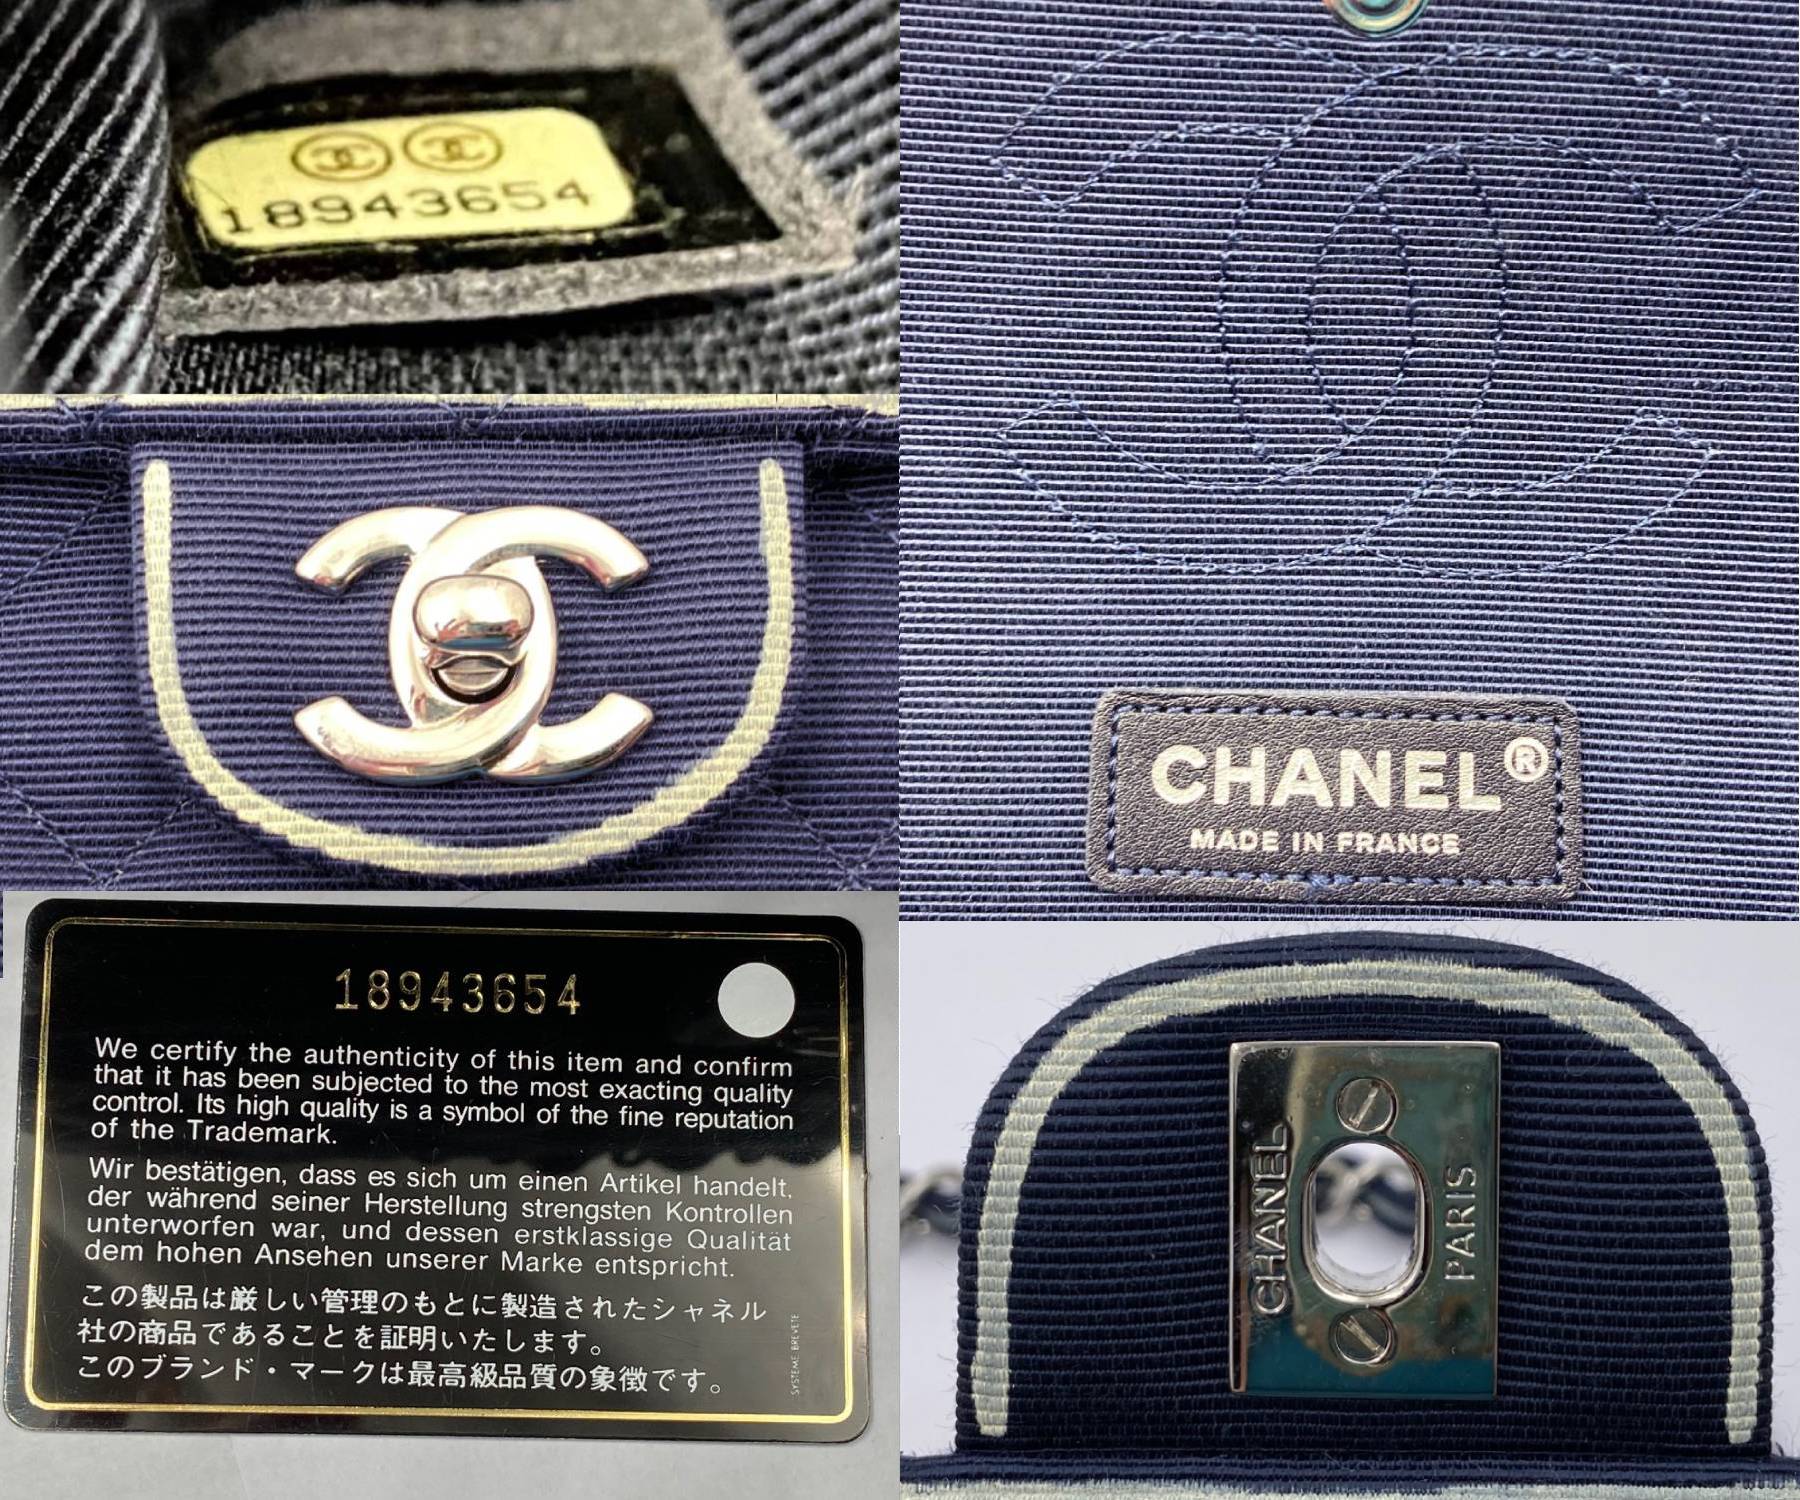 18943654
CHANEL®
MADE IN FRANCE
18943654
We certify the authenticity of this item and confirm
that it has been subjected to the most exacting quality
control. Its high quality is a symbol of the fine reputation
of the Trademark.
Wir bestätigen, dass es sich um einen Artikel handelt,
der während seiner Herstellung strengsten Kontrollen
unterworfen war, und dessen erstklassige Qualität
dem hohen Ansehen unserer Marke entspricht.
この製品は厳しい管理のもとに製造されたシャネル
社の商品であることを証明いたします。
このブランド・マークは最高級品質の象徴です。
SYSTEME BREVETE
CHANEL
PARIS